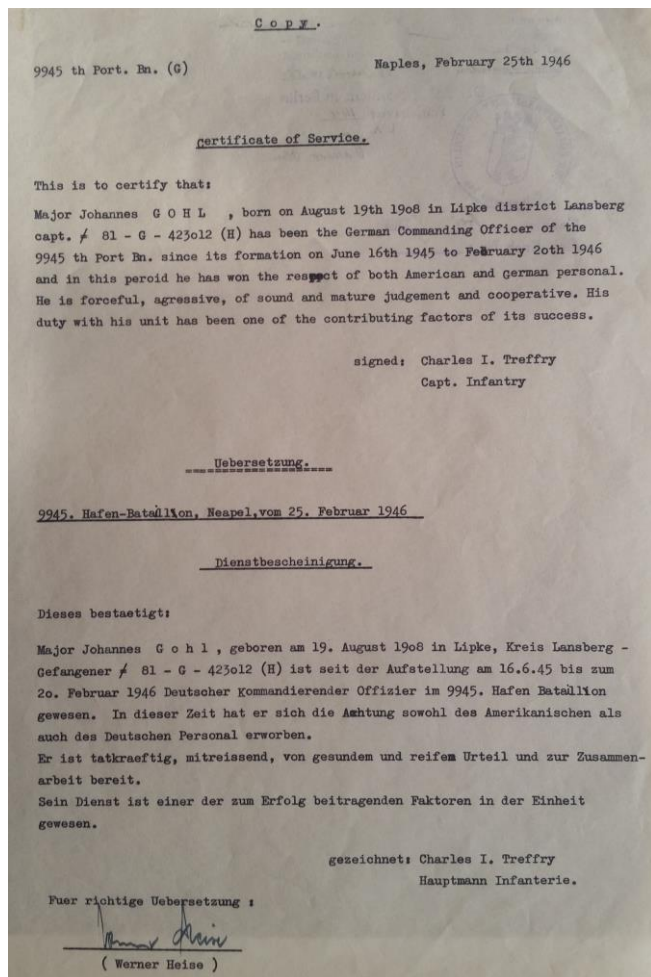 C o p y .
9945 th Port. Bn. (G)
Naples, February 25th 1946
certificate of Service.
This is to certify that:
Major Johannes G O H L , born on August 19th 19o8 in Lipke district Lansberg
capt. ≠ 81 - G - 423o12 (H) has been the German Commanding Officer of the
9945 th Port Bn. since its formation on June 16th 1945 to February 2oth 1946
and in this peroid he has won the respect of both American and german personal.
He is forceful, agressive, of sound and mature judgement and cooperative. His
duty with his unit has been one of the contributing factors of its success.
signed: Charles I. Treffry
Capt. Infantry
Uebersetzung.
9945. Hafen-Bataillon, Neapel,vom 25. Februar 1946
Dienstbescheinigung.
Dieses bestaetigt:
Major Johannes G o h l , geboren am 19. August 19o8 in Lipke, Kreis Lansberg -
Gefangener ≠ 81 - G - 423o12 (H) ist seit der Aufstellung am 16.6.45 bis zum
2o. Februar 1946 Deutscher Kommandierender Offizier im 9945. Hafen Bataillon
gewesen. In dieser Zeit hat er sich die Achtung sowohl des Amerikanischen als
auch des Deutschen Personal erworben.
Er ist tatkraeftig, mitreissend, von gesundem und reifem Urteil und zur Zusammen-
arbeit bereit.
Sein Dienst ist einer der zum Erfolg beitragenden Faktoren in der Einheit
gewesen.
gezeichnet: Charles I. Treffry
Hauptmann Infanterie.
Fuer richtige Uebersetzung :
( Werner Heise )